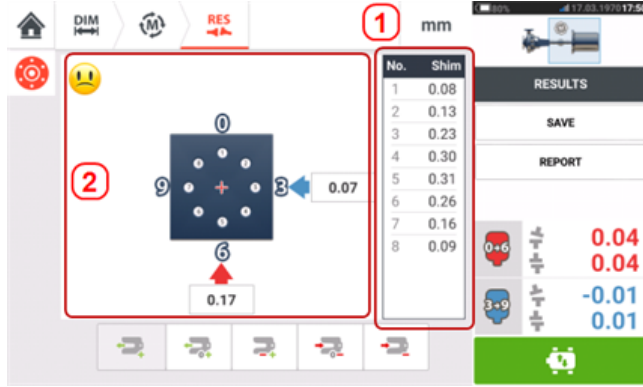 80% 17.03.1970 17:50
DIM M RES 1 mm
No. Shim
1 0.08
2 0.13
3 0.23
4 0.30
5 0.31
6 0.26
7 0.16
8 0.09
2
0
9 3 0.07
6
0.17
RESULTS
SAVE
REPORT
0→6 0.04
0.04
3→9 -0.01
0.01